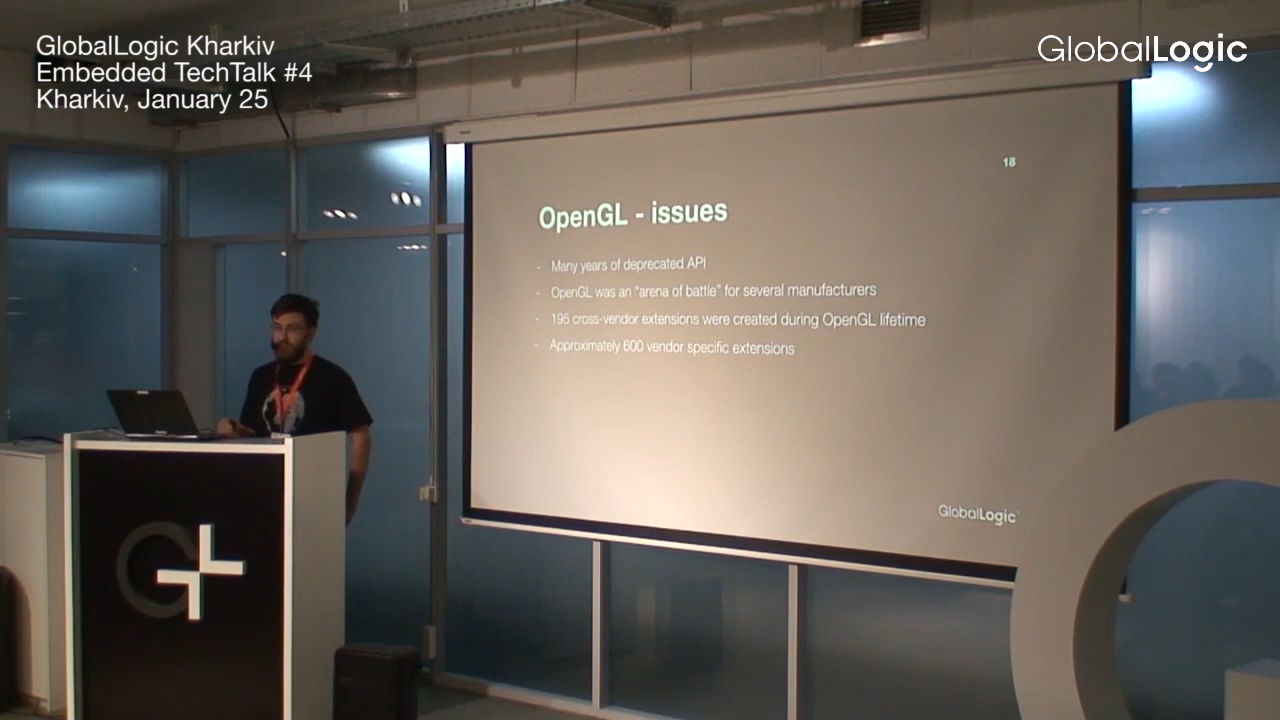 GlobalLogic Kharkiv
Embedded TechTalk #4
Kharkiv, January 25
GlobalLogic
18
OpenGL - issues
- Many years of deprecated API
- OpenGL was an “arena of battle” for several manufacturers
- 195 cross-vendor extensions were created during OpenGL lifetime
- Approximately 600 vendor specific extensions
GlobalLogic
GL